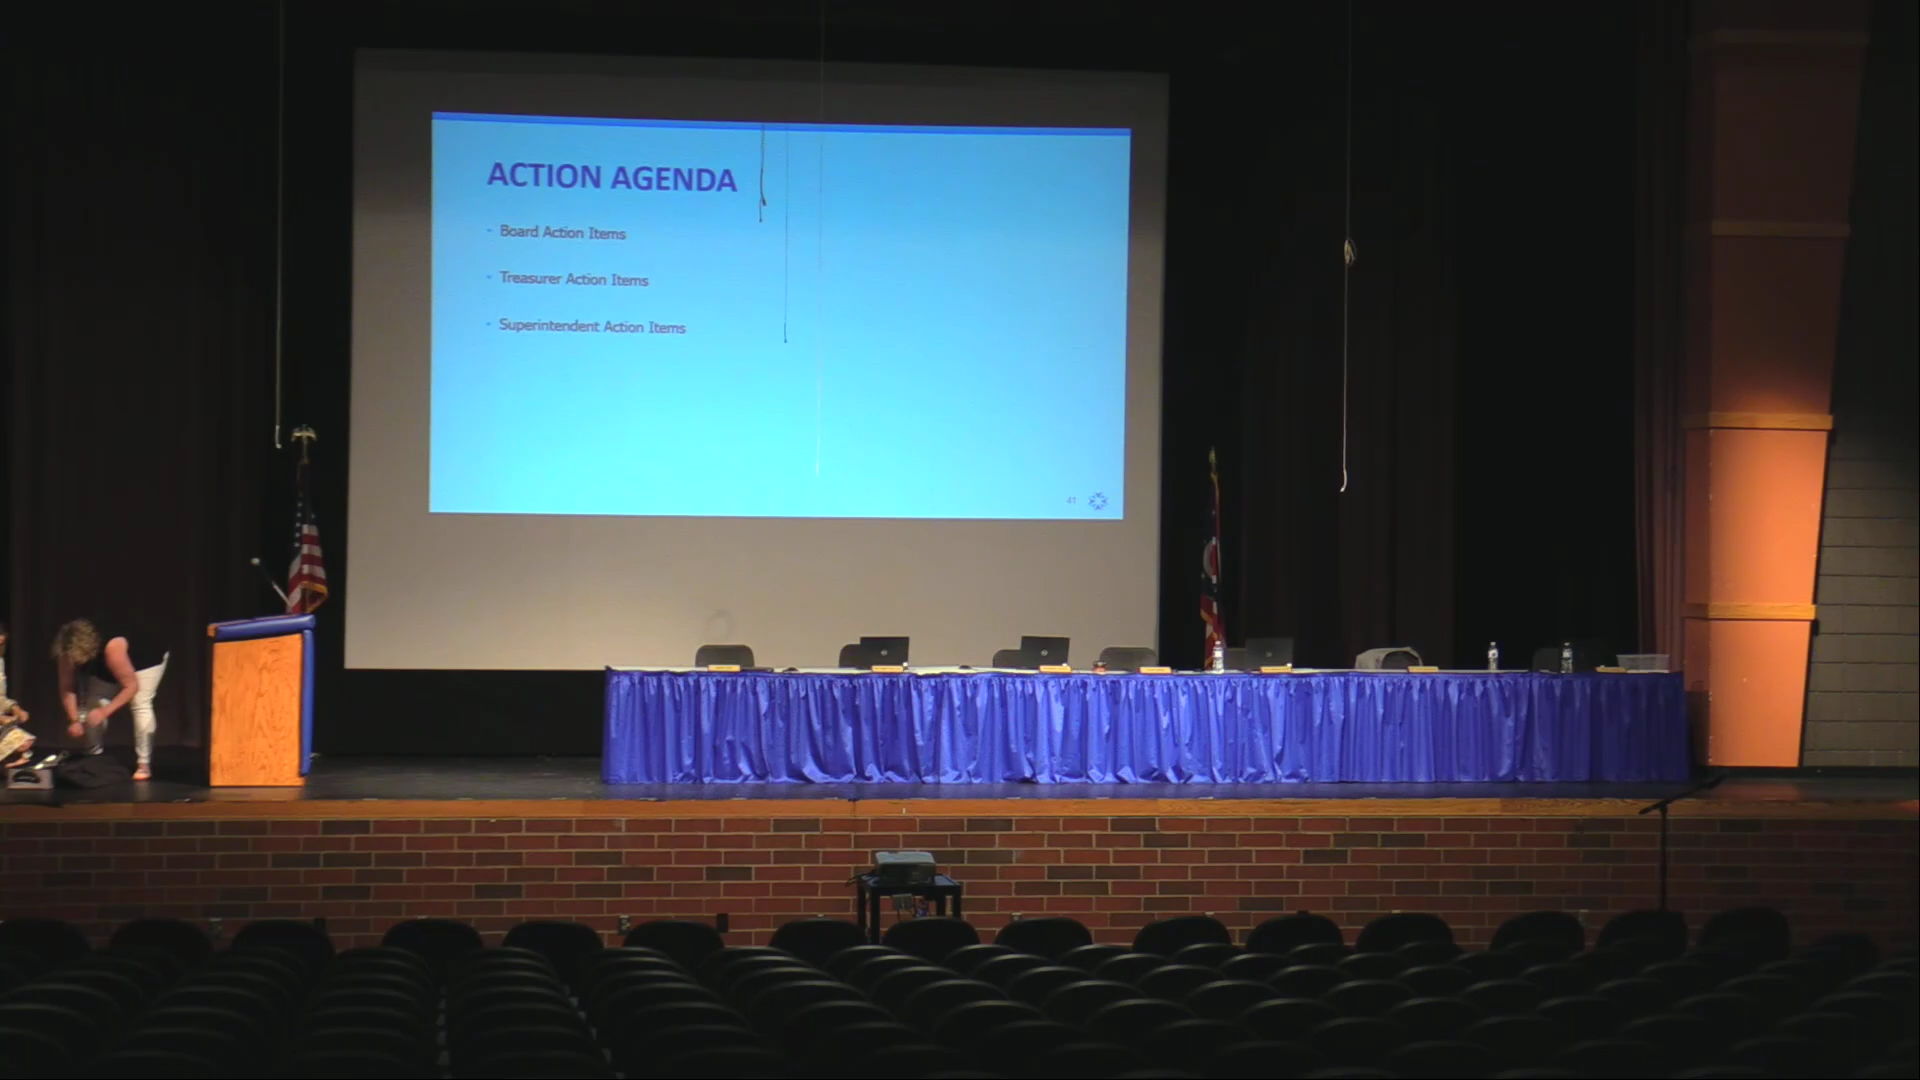 ACTION AGENDA
- Board Action Items
- Treasurer Action Items
- Superintendent Action Items
41